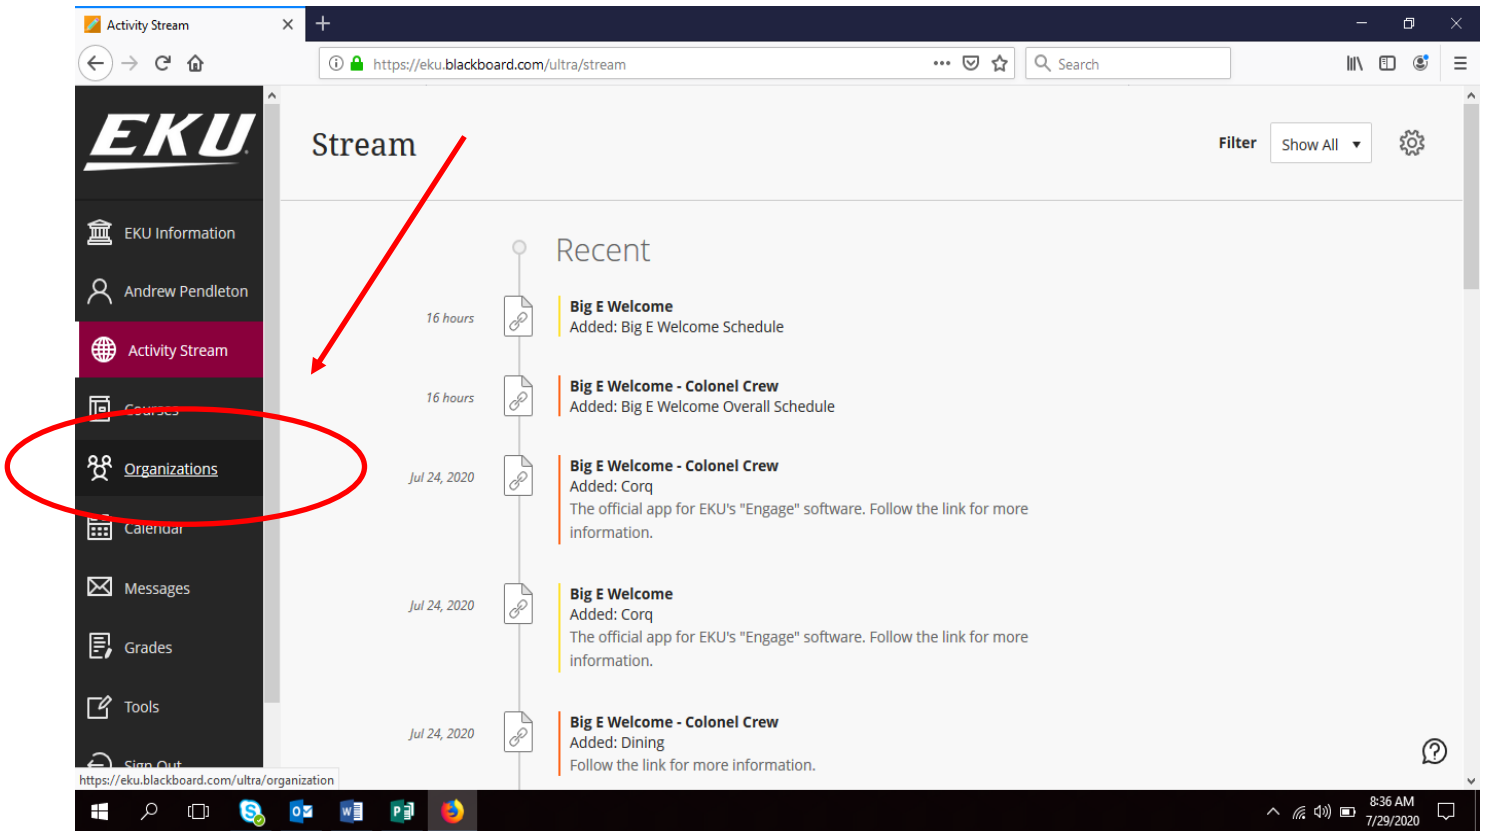 Activity Stream
https://eku.blackboard.com/ultra/stream
Search
EKU
EKU Information
Andrew Pendleton
Activity Stream
Courses
Organizations
Calendar
Messages
Grades
Tools
Sign Out
https://eku.blackboard.com/ultra/organization
Stream
Filter
Show All
Recent
16 hours
Big E Welcome
Added: Big E Welcome Schedule
16 hours
Big E Welcome - Colonel Crew
Added: Big E Welcome Overall Schedule
Jul 24, 2020
Big E Welcome - Colonel Crew
Added: Corq
The official app for EKU's "Engage" software. Follow the link for more
information.
Jul 24, 2020
Big E Welcome
Added: Corq
The official app for EKU's "Engage" software. Follow the link for more
information.
Jul 24, 2020
Big E Welcome - Colonel Crew
Added: Dining
Follow the link for more information.
8:36 AM
7/29/2020